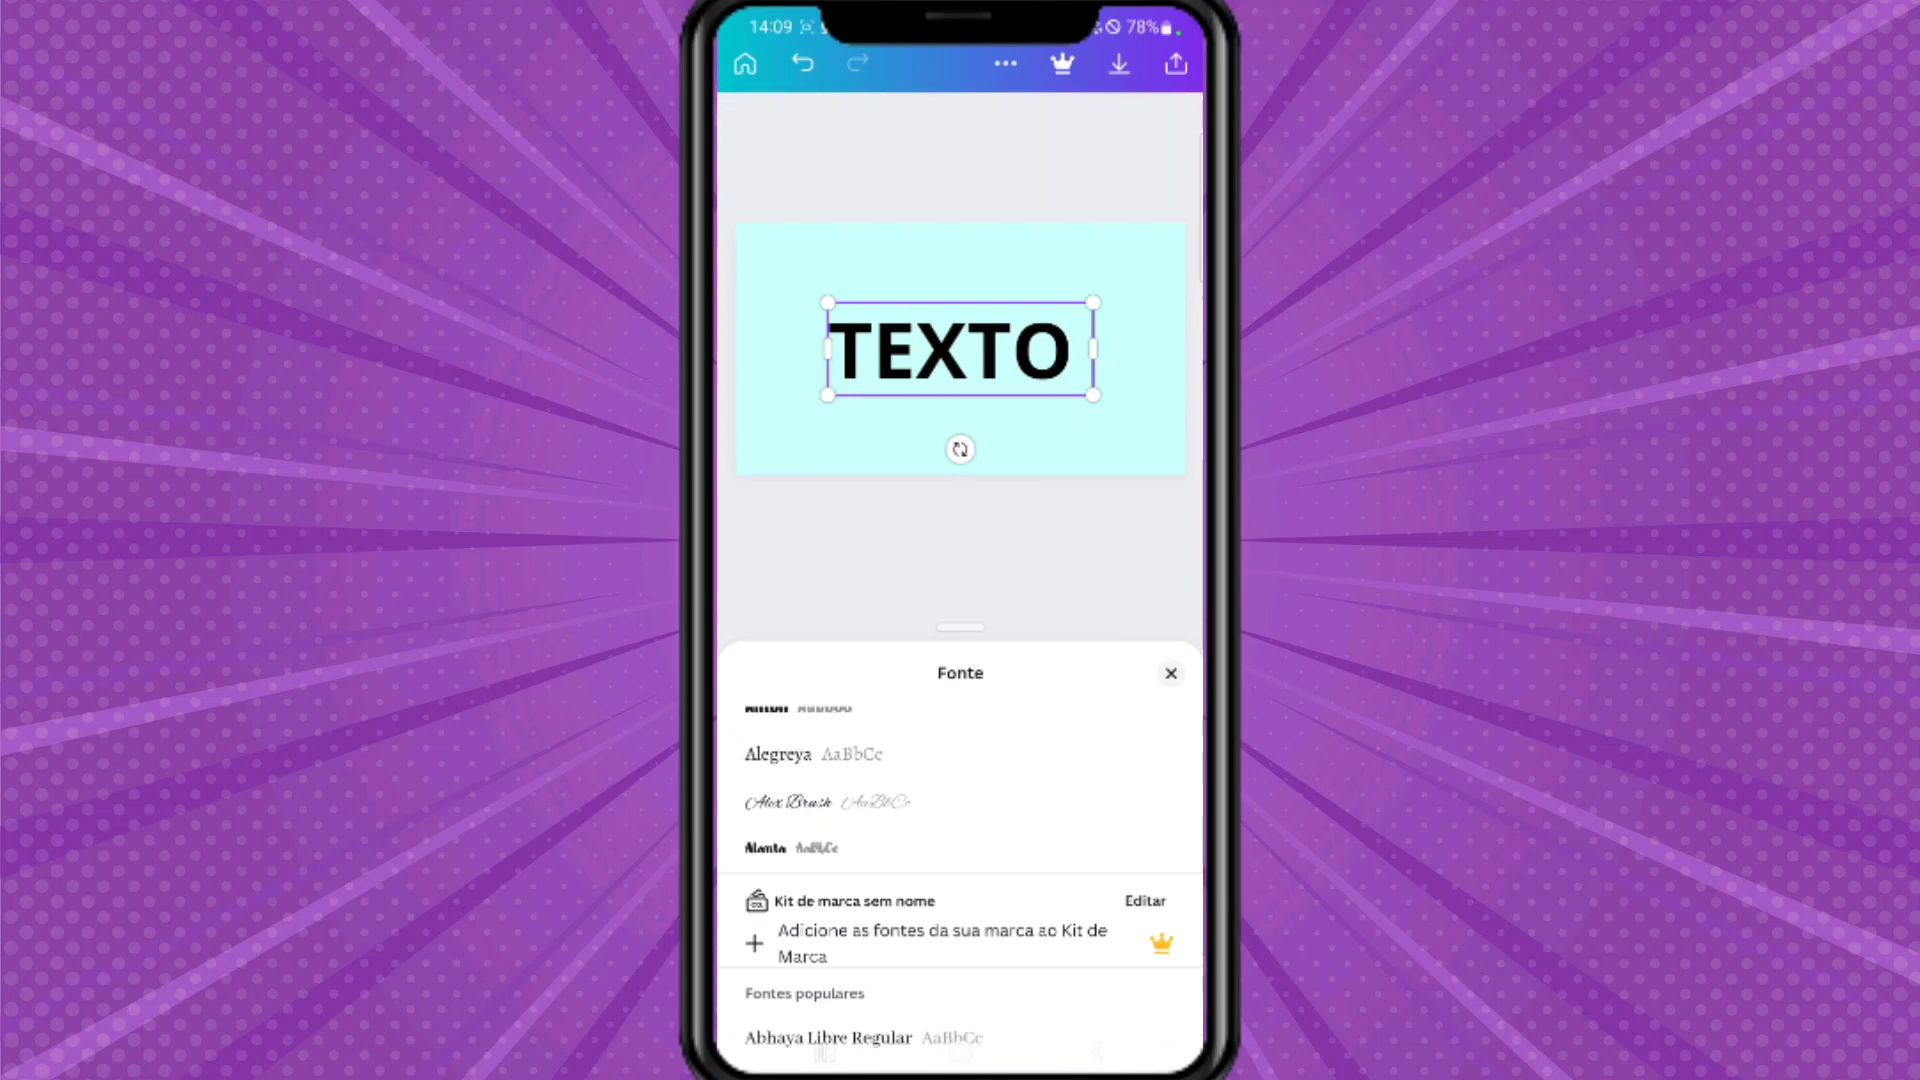 14:09
78%
TEXTO
Fonte
Alegreya AaBbCc
Alex Brush AaBbCc
AaBbCc
Kit de marca sem nome Editar
Adicione as fontes da sua marca ao Kit de
Marca
Fontes populares
Abhaya Libre Regular AaBbCc